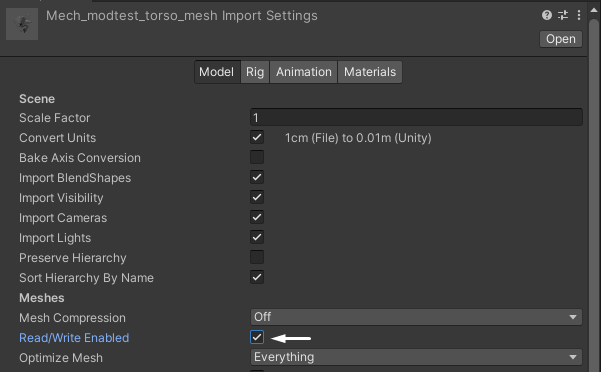 Mech_modtest_torso_mesh Import Settings
Open
Model Rig Animation Materials
Scene
Scale Factor 1
Convert Units 1cm (File) to 0.01m (Unity)
Bake Axis Conversion
Import BlendShapes
Import Visibility
Import Cameras
Import Lights
Preserve Hierarchy
Sort Hierarchy By Name
Meshes
Mesh Compression Off
Read/Write Enabled
Optimize Mesh Everything